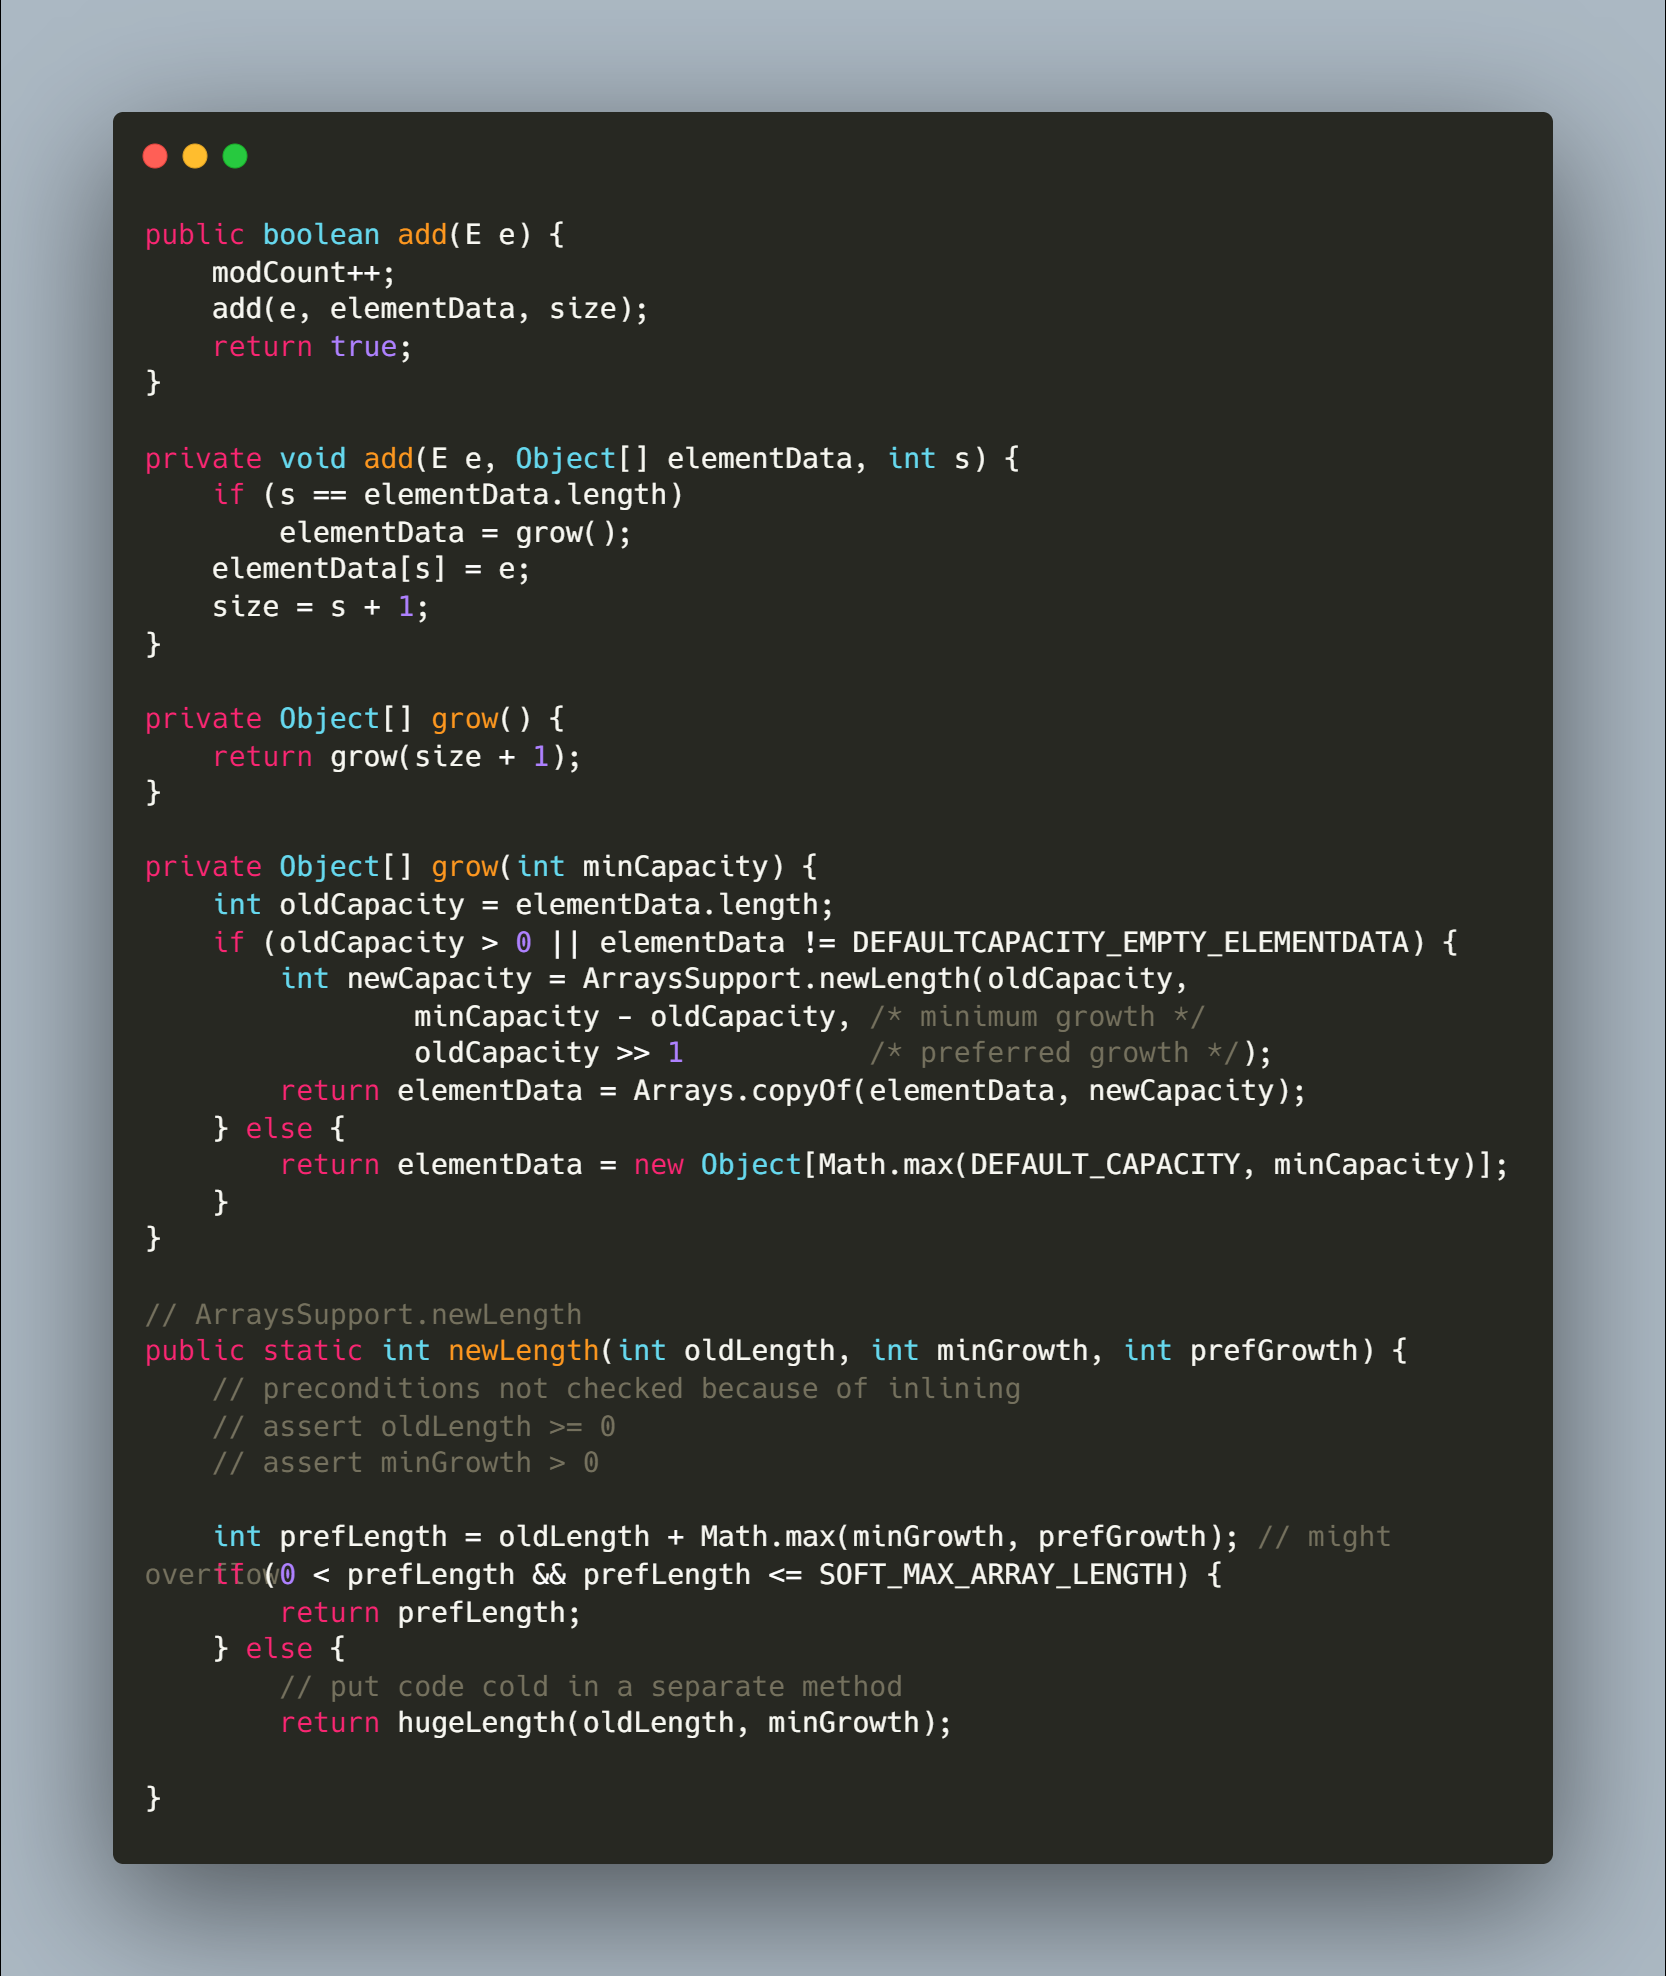 public boolean add(E e) {
    modCount++;
    add(e, elementData, size);
    return true;
}

private void add(E e, Object[] elementData, int s) {
    if (s == elementData.length)
        elementData = grow();
    elementData[s] = e;
    size = s + 1;
}

private Object[] grow() {
    return grow(size + 1);
}

private Object[] grow(int minCapacity) {
    int oldCapacity = elementData.length;
    if (oldCapacity > 0 || elementData != DEFAULTCAPACITY_EMPTY_ELEMENTDATA) {
        int newCapacity = ArraysSupport.newLength(oldCapacity,
                minCapacity - oldCapacity, /* minimum growth */
                oldCapacity >> 1           /* preferred growth */);
        return elementData = Arrays.copyOf(elementData, newCapacity);
    } else {
        return elementData = new Object[Math.max(DEFAULT_CAPACITY, minCapacity)];
    }
}

// ArraysSupport.newLength
public static int newLength(int oldLength, int minGrowth, int prefGrowth) {
    // preconditions not checked because of inlining
    // assert oldLength >= 0
    // assert minGrowth > 0

    int prefLength = oldLength + Math.max(minGrowth, prefGrowth); // might
overflow
    if (0 < prefLength && prefLength <= SOFT_MAX_ARRAY_LENGTH) {
        return prefLength;
    } else {
        // put code cold in a separate method
        return hugeLength(oldLength, minGrowth);

}